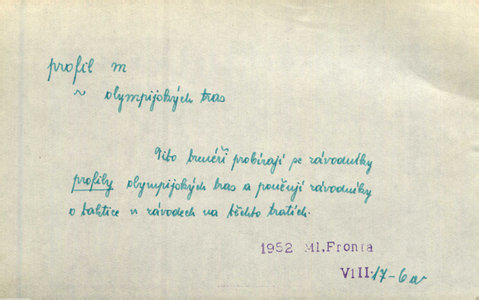 profil m
~ olympijských tras
Tito trenéři probírají se závodníky
profily olympijských tras a poučují závodníky
o taktice v závodech na těchto tratích.
1952 Ml.Fronta
VIII.17-6a